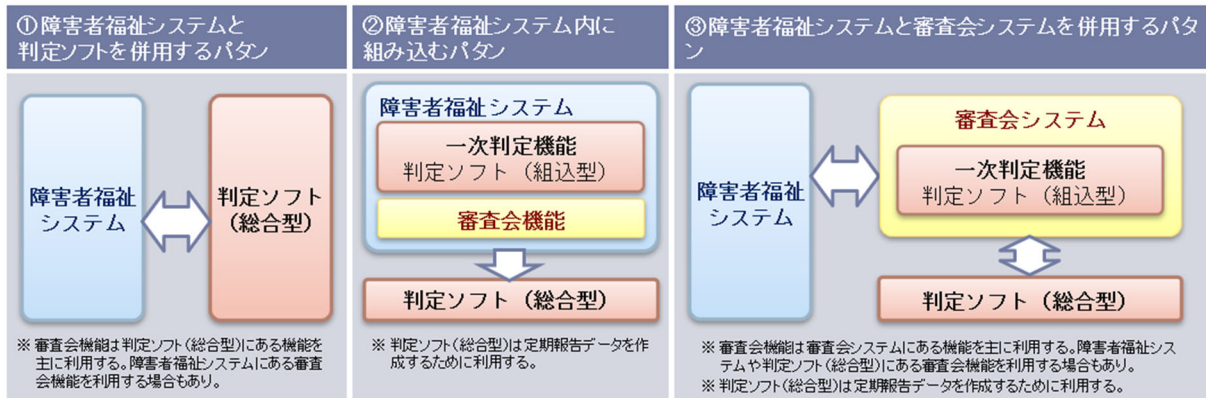 ①障害者福祉システムと
判定ソフトを併用するパタン
障害者福祉
システム
判定ソフト
(総合型)
※ 審査会機能は判定ソフト(総合型)にある機能を
主に利用する。障害者福祉システムにある審査
会機能を利用する場合もあり。
②障害者福祉システム内に
組み込むパタン
障害者福祉システム
一次判定機能
判定ソフト（組込型）
審査会機能
判定ソフト（総合型）
※ 判定ソフト(総合型)は定期報告データを作
成するために利用する。
③障害者福祉システムと審査会システムを併用するパタ
ン
障害者福祉
システム
審査会システム
一次判定機能
判定ソフト（組込型）
判定ソフト（総合型）
※ 審査会機能は審査会システムにある機能を主に利用する。障害者福祉シス
テムや判定ソフト(総合型)にある審査会機能を利用する場合もあり。
※ 判定ソフト(総合型)は定期報告データを作成するために利用する。